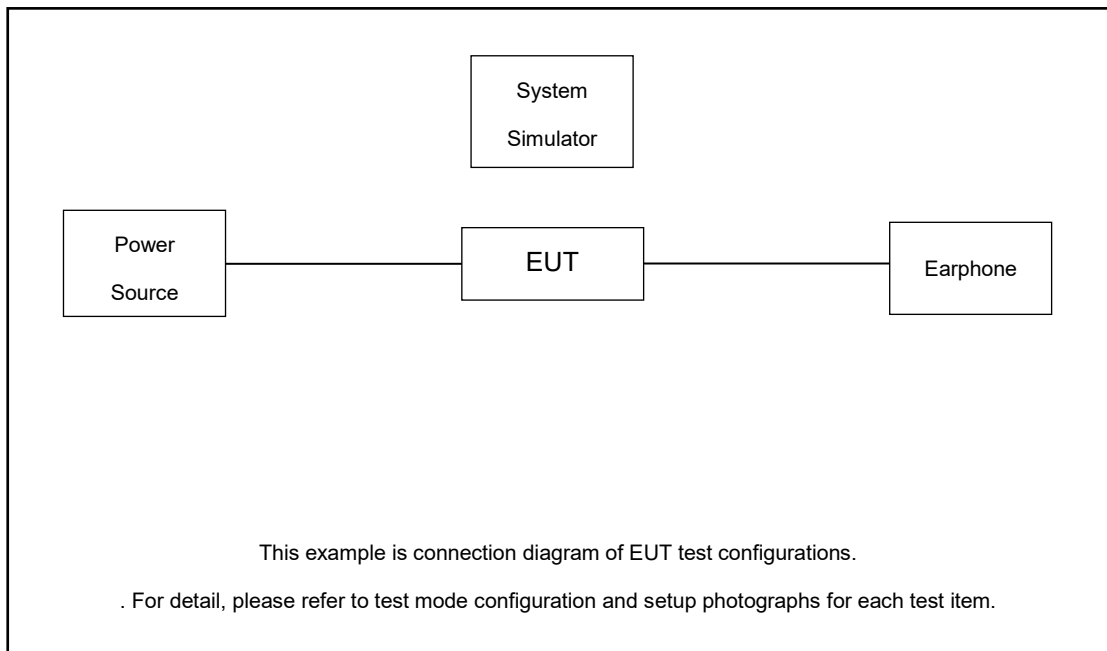 System
Simulator
Power
Source
EUT
Earphone
This example is connection diagram of EUT test configurations.
. For detail, please refer to test mode configuration and setup photographs for each test item.